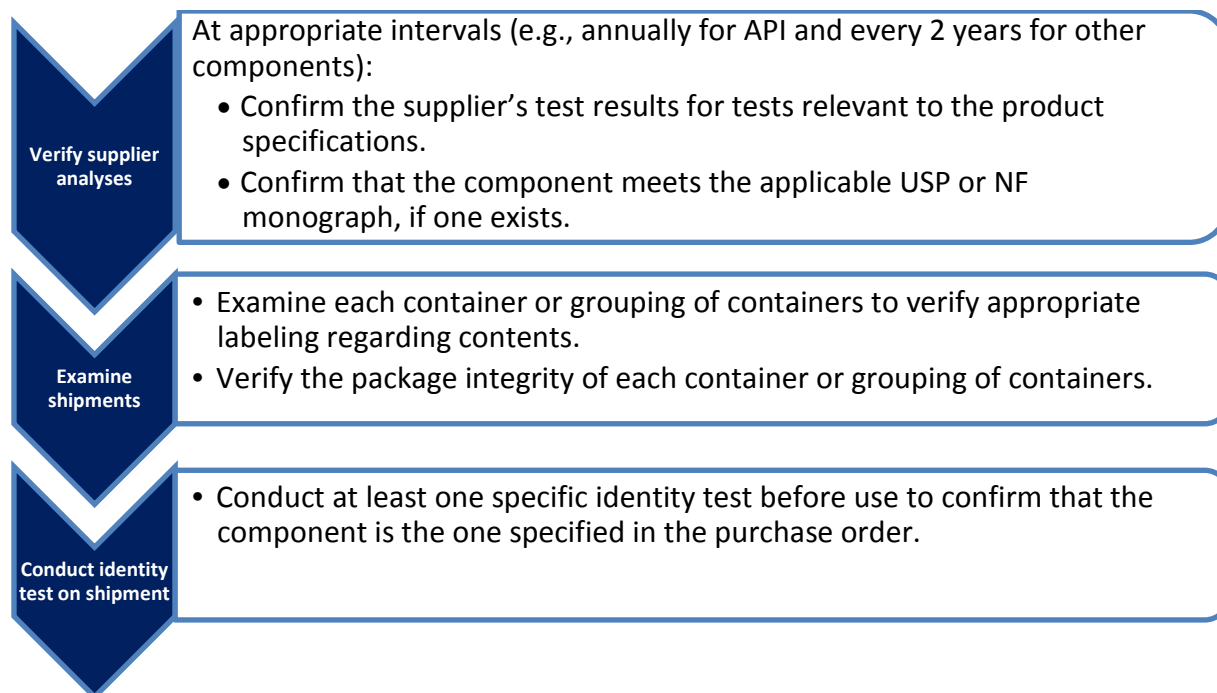 Verify supplier
analyses
At appropriate intervals (e.g., annually for API and every 2 years for other
components):
• Confirm the supplier’s test results for tests relevant to the product
specifications.
• Confirm that the component meets the applicable USP or NF
monograph, if one exists.
Examine
shipments
• Examine each container or grouping of containers to verify appropriate
labeling regarding contents.
• Verify the package integrity of each container or grouping of containers.
Conduct identity
test on shipment
• Conduct at least one specific identity test before use to confirm that the
component is the one specified in the purchase order.